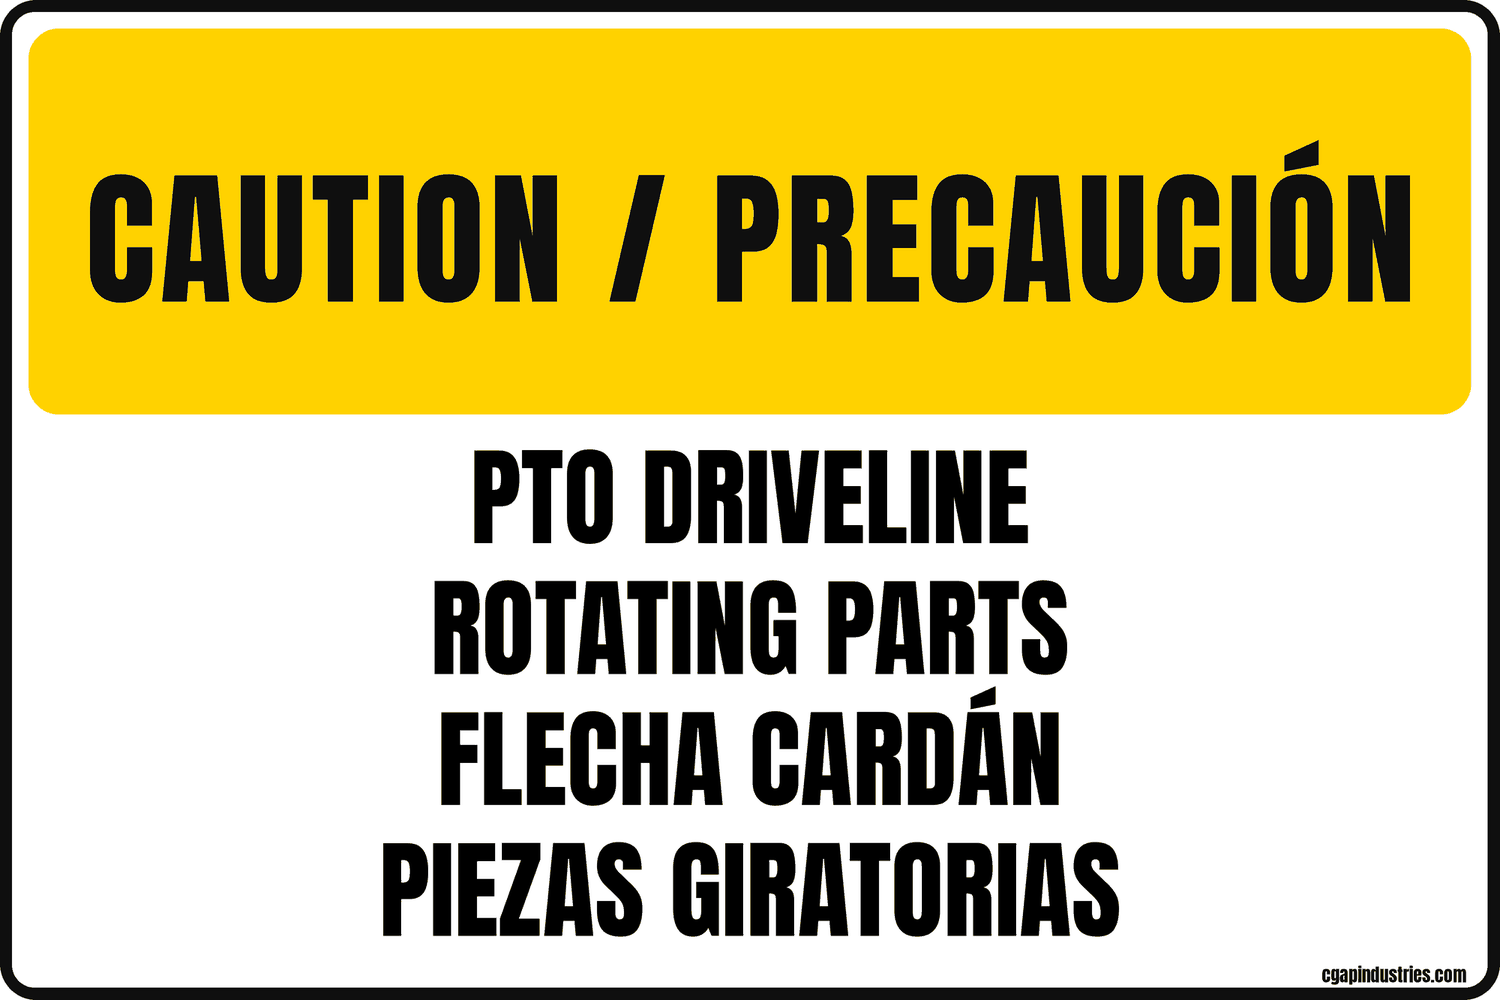 CAUTION / PRECAUCIÓN
PTO DRIVELINE
ROTATING PARTS
FLECHA CARDÁN
PIEZAS GIRATORIAS
cgapindustries.com